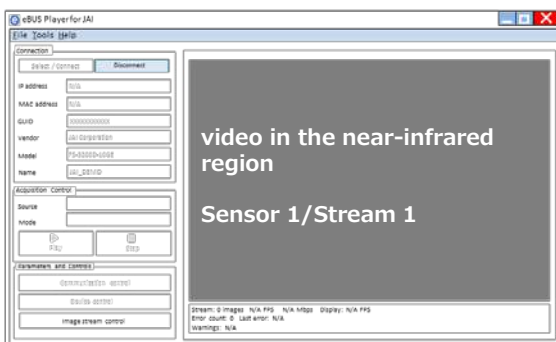 eBUS Player for JAI
File Tools Help
Connection
Select / Connect
Disconnect
IP address
N/A
MAC address
N/A
GUID
XXXXXXXXXXX
Vendor
JAI Corporation
Model
Name
Acquisition Control
Source
Mode
Play
Stop
Parameters and Controls
Communication control
Device control
Image stream control
video in the near-infrared
region
Sensor 1/Stream 1
Stream: 0 images N/A FPS N/A Mbps Display: N/A FPS
Error count: 0 Last error: N/A
Warnings: N/A